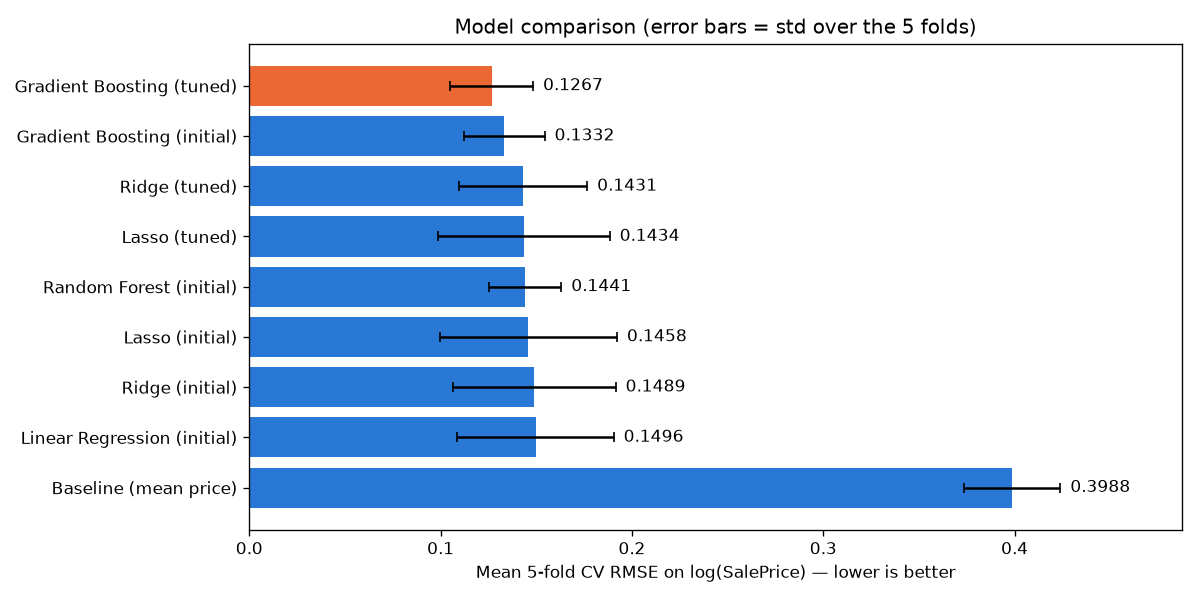 Model comparison (error bars = std over the 5 folds)
Gradient Boosting (tuned) 0.1267
Gradient Boosting (initial) 0.1332
Ridge (tuned) 0.1431
Lasso (tuned) 0.1434
Random Forest (initial) 0.1441
Lasso (initial) 0.1458
Ridge (initial) 0.1489
Linear Regression (initial) 0.1496
Baseline (mean price) 0.3988
0.0 0.1 0.2 0.3 0.4
Mean 5-fold CV RMSE on log(SalePrice) — lower is better